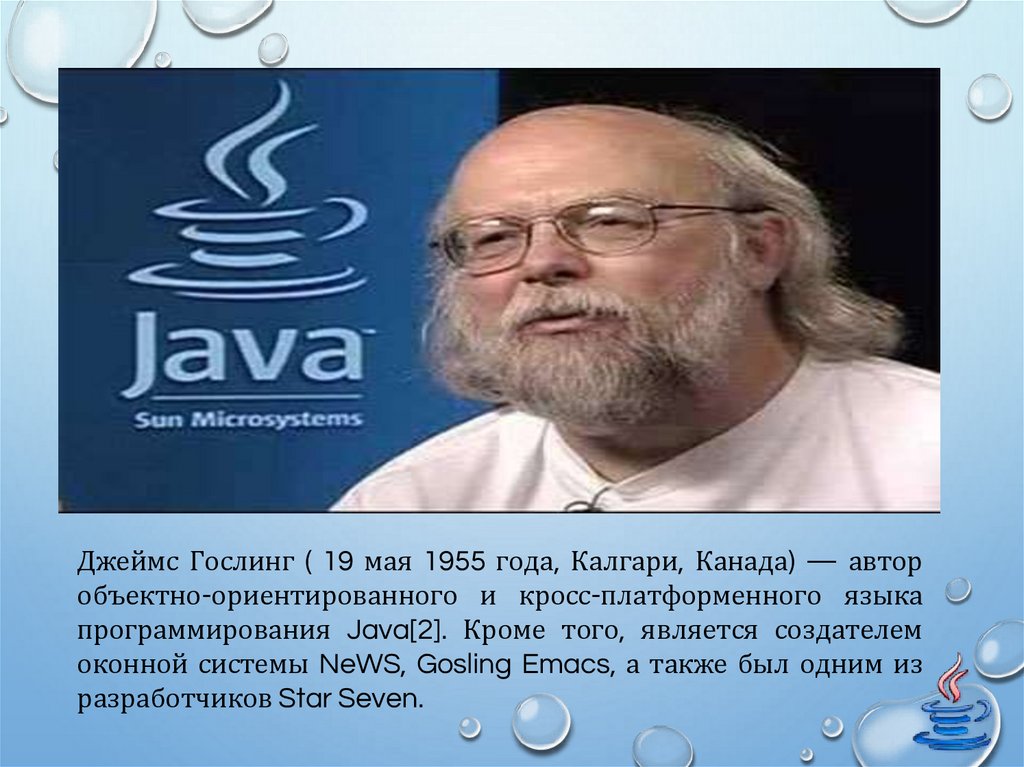 Java
Sun Microsystems
Джеймс Гослинг ( 19 мая 1955 года, Калгари, Канада) — автор
объектно-ориентированного и кросс-платформенного языка
программирования Java[2]. Кроме того, является создателем
оконной системы NeWS, Gosling Emacs, а также был одним из
разработчиков Star Seven.